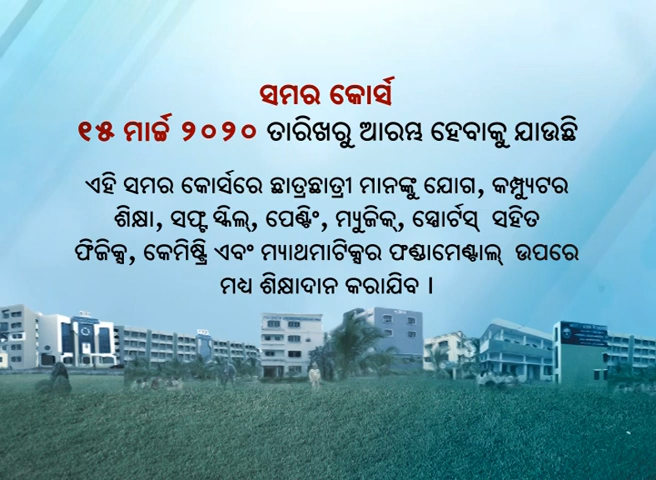 ସମର କୋର୍ସ
୧୫ ମାର୍ଚ୍ଚ ୨୦୨୦ ତାରିଖରୁ ଆରମ୍ଭ ହେବାକୁ ଯାଉଛି
ଏହି ସମର କୋର୍ସରେ ଛାତ୍ରଛାତ୍ରୀ ମାନଙ୍କୁ ଯୋଗ, କମ୍ପ୍ୟୁଟର
ଶିକ୍ଷା, ସଫ୍ଟ ସ୍କିଲ୍, ପେଣ୍ଟିଂ, ମ୍ୟୁଜିକ୍, ସ୍ପୋର୍ଟସ୍ ସହିତ
ଫିଜିକ୍ସ, କେମିଷ୍ଟ୍ରି ଏବଂ ମ୍ୟାଥମାଟିକ୍ସର ଫଣ୍ଡାମେଣ୍ଟାଲ୍ ଉପରେ
ମଧ୍ୟ ଶିକ୍ଷାଦାନ କରାଯିବ ।